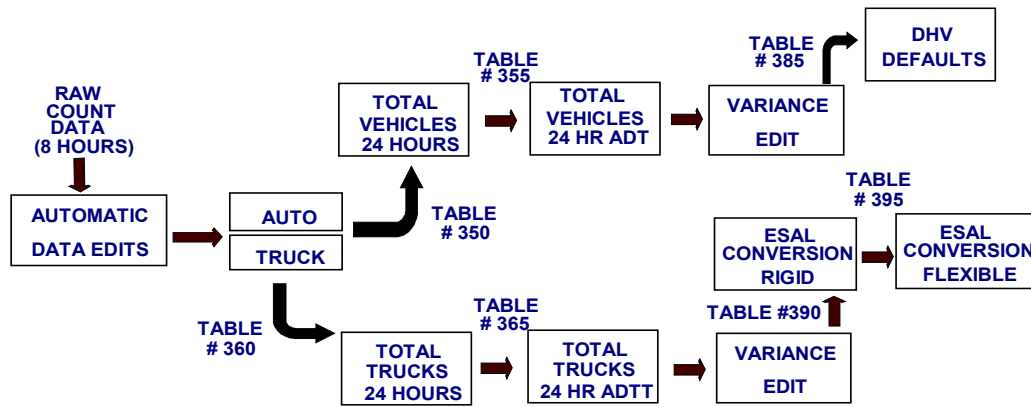 RAW
COUNT
DATA
(8 HOURS)
AUTOMATIC
DATA EDITS
AUTO
TRUCK
TABLE
# 350
TOTAL
VEHICLES
24 HOURS
TABLE
# 355
TOTAL
VEHICLES
24 HR ADT
VARIANCE
EDIT
TABLE
# 385
DHV
DEFAULTS
TABLE
# 360
TOTAL
TRUCKS
24 HOURS
TABLE
# 365
TOTAL
TRUCKS
24 HR ADTT
VARIANCE
EDIT
TABLE #390
ESAL
CONVERSION
RIGID
TABLE
# 395
ESAL
CONVERSION
FLEXIBLE